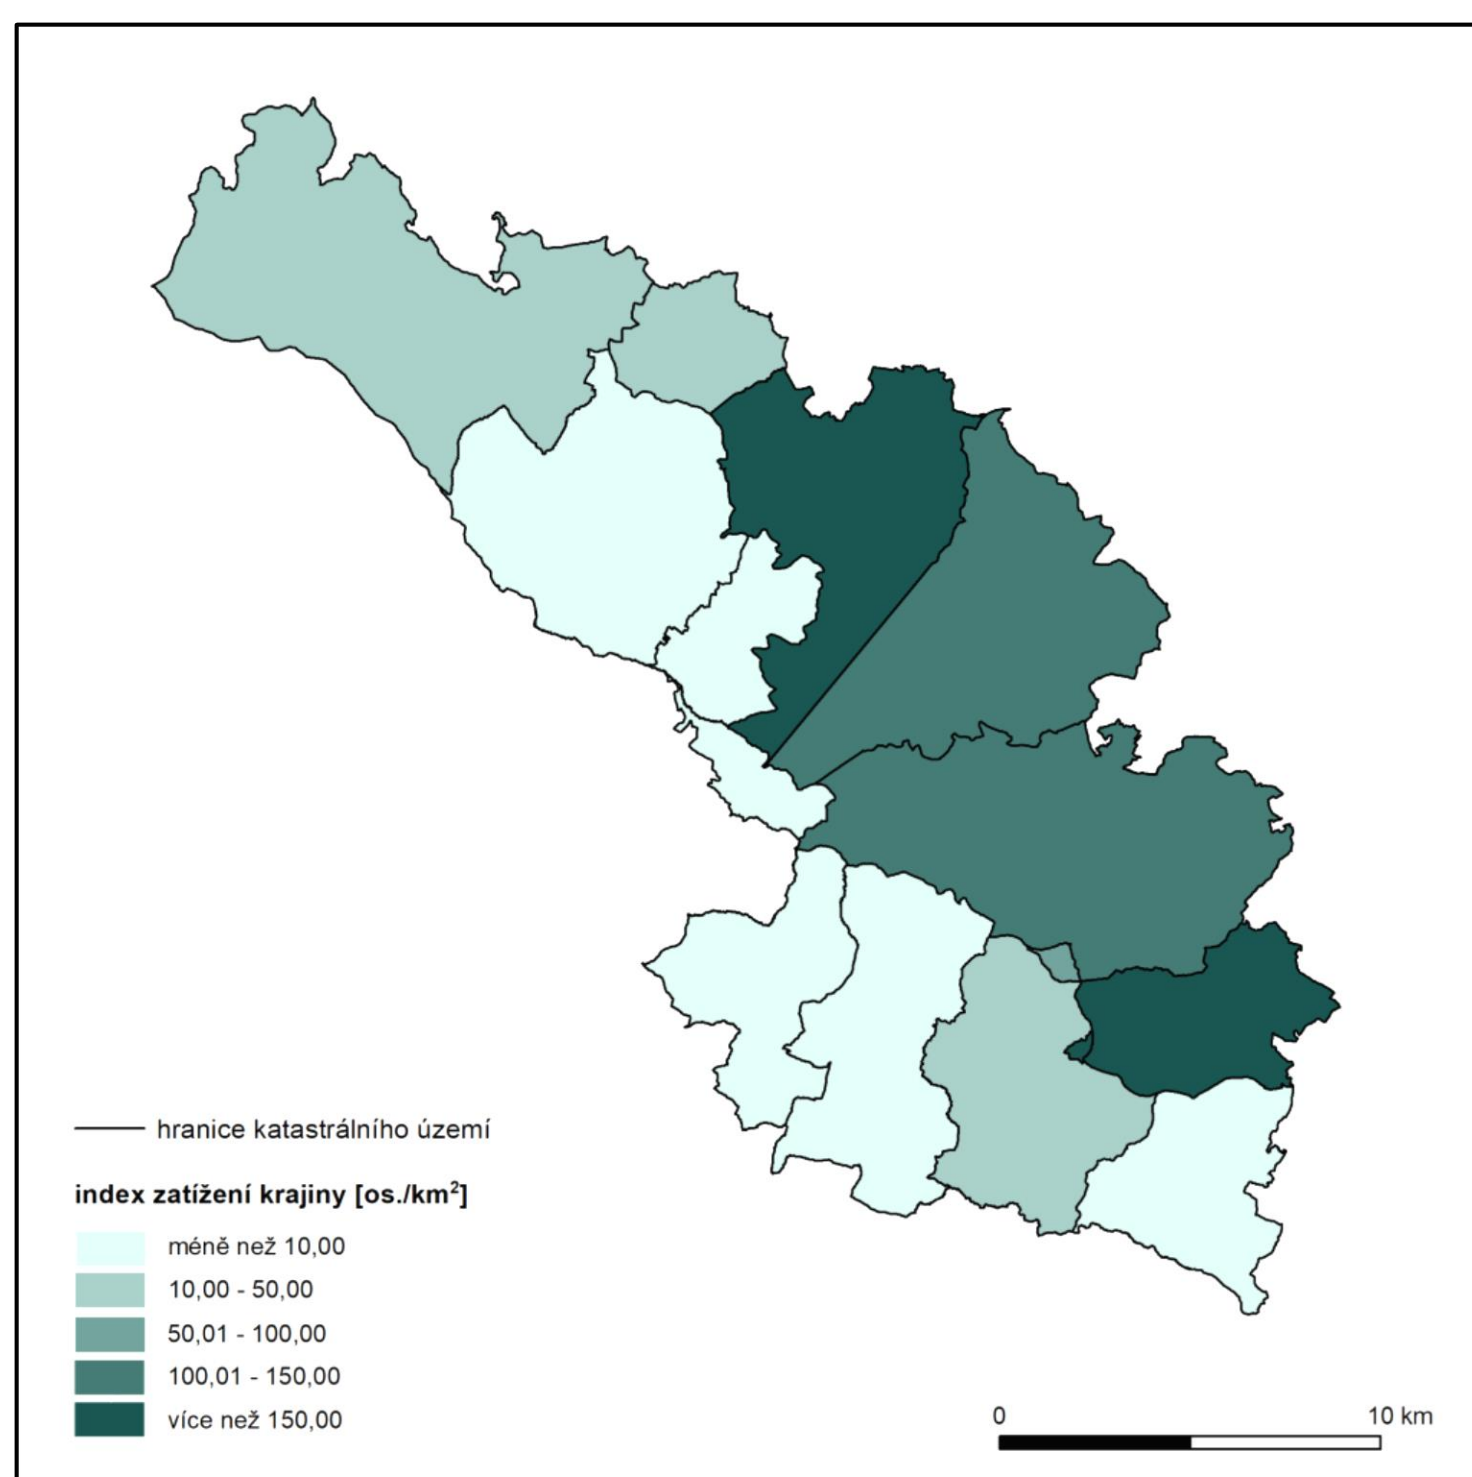 hranice katastrálního území
index zatížení krajiny [os./km²]
méně než 10,00
10,00 - 50,00
50,01 - 100,00
100,01 - 150,00
více než 150,00
0 10 km